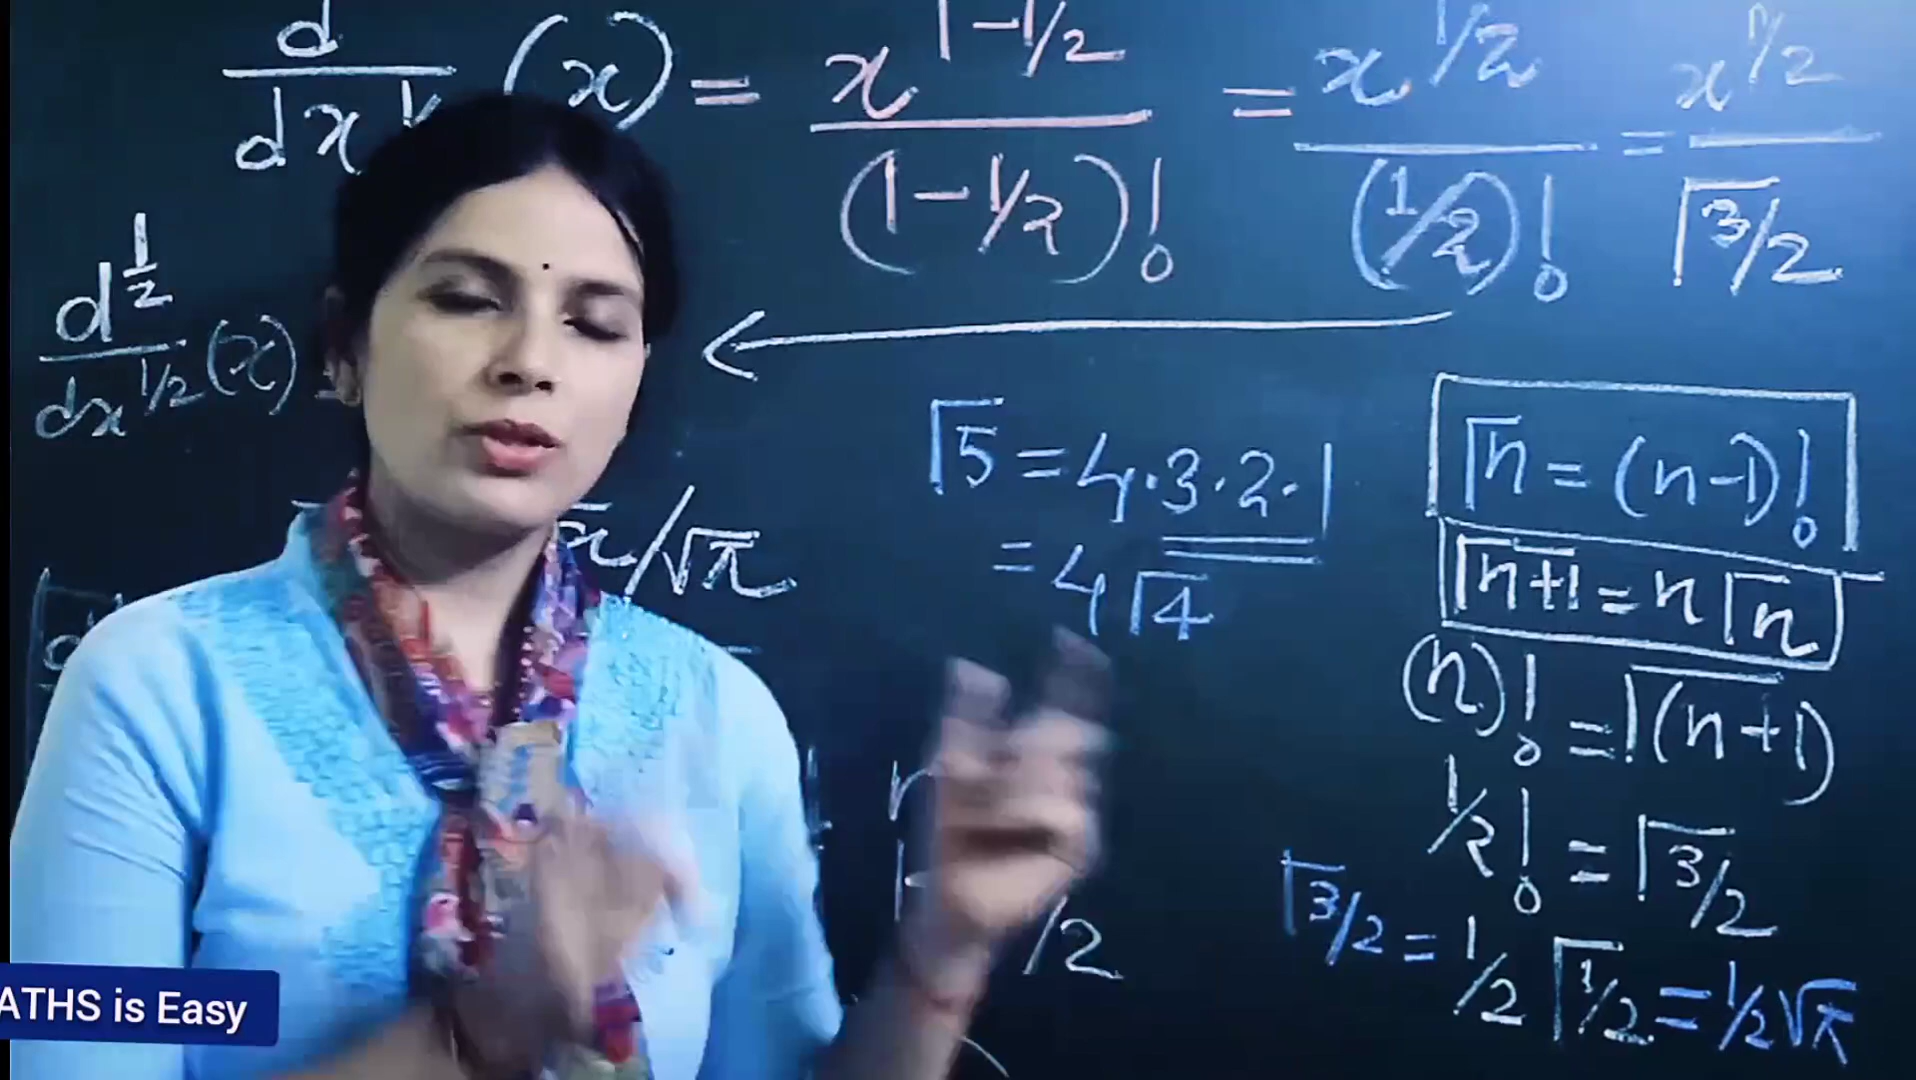 d/dx (x) = x^(1-1/2)/(1-1/2)! = x^(1/2)/(1/2)! = x^(1/2)/Γ3/2
d^(1/2)/dx^(1/2) (x) =
Γ5 = 4·3·2·1
= 4Γ4
x/√π
Γn = (n-1)!
Γn+1 = nΓn
(n)! = Γ(n+1)
1/2! = Γ3/2
Γ3/2 = 1/2 Γ1/2 = 1/2√π
/2
ATHS is Easy